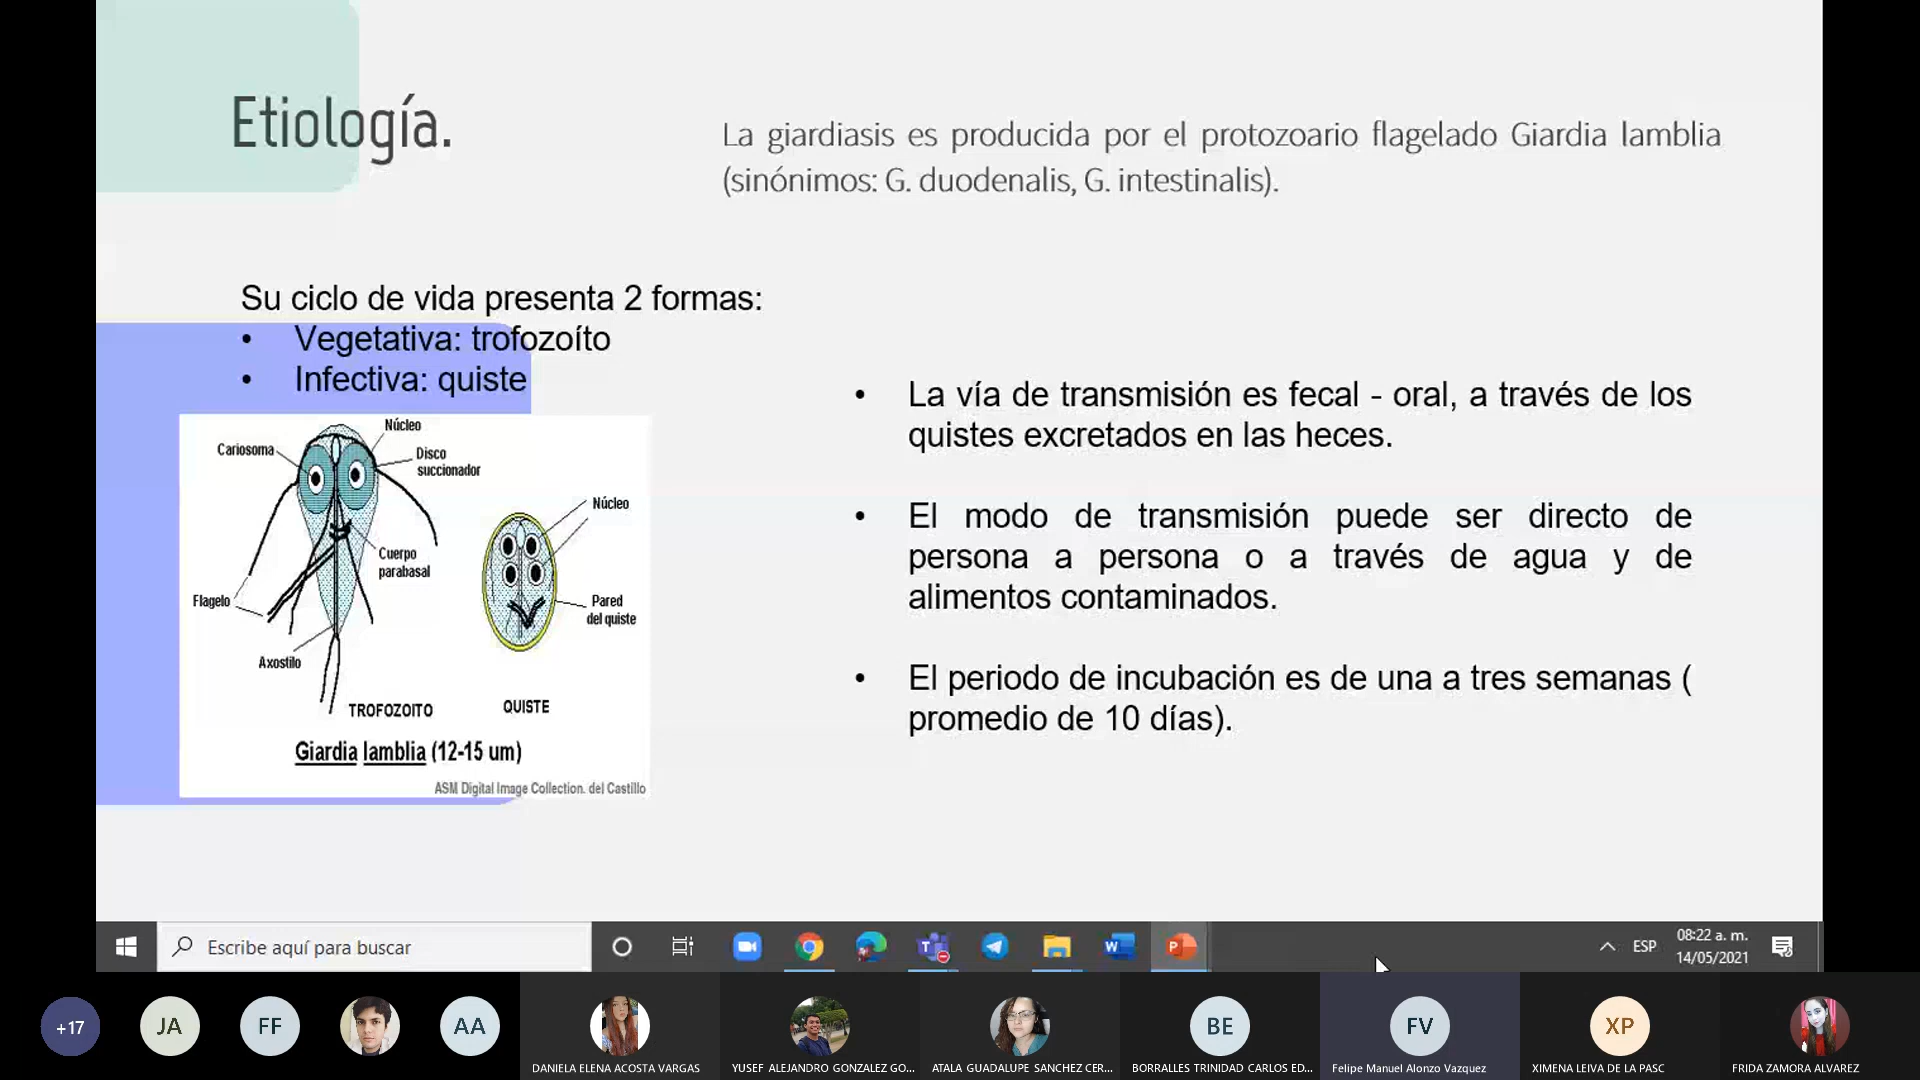 Etiología.
La giardiasis es producida por el protozoario flagelado Giardia lamblia
(sinónimos: G. duodenalis, G. intestinalis).
Su ciclo de vida presenta 2 formas:
• Vegetativa: trofozoíto
• Infectiva: quiste
Núcleo
Cariosoma
Disco
succionador
Cuerpo
parabasal
Flagelo
Axostilo
TROFOZOITO
Núcleo
Pared
del quiste
QUISTE
Giardia lamblia (12-15 um)
ASM Digital Image Collection. del Castillo
• La vía de transmisión es fecal - oral, a través de los
quistes excretados en las heces.
• El modo de transmisión puede ser directo de
persona a persona o a través de agua y de
alimentos contaminados.
• El periodo de incubación es de una a tres semanas (
promedio de 10 días).
Escribe aquí para buscar
ESP
08:22 a. m.
14/05/2021
+17
JA
FF
AA
DANIELA ELENA ACOSTA VARGAS
YUSEF ALEJANDRO GONZALEZ GO...
ATALA GUADALUPE SANCHEZ CER...
BE
BORRALLES TRINIDAD CARLOS ED...
FV
Felipe Manuel Alonzo Vazquez
XP
XIMENA LEIVA DE LA PASC
FRIDA ZAMORA ALVAREZ